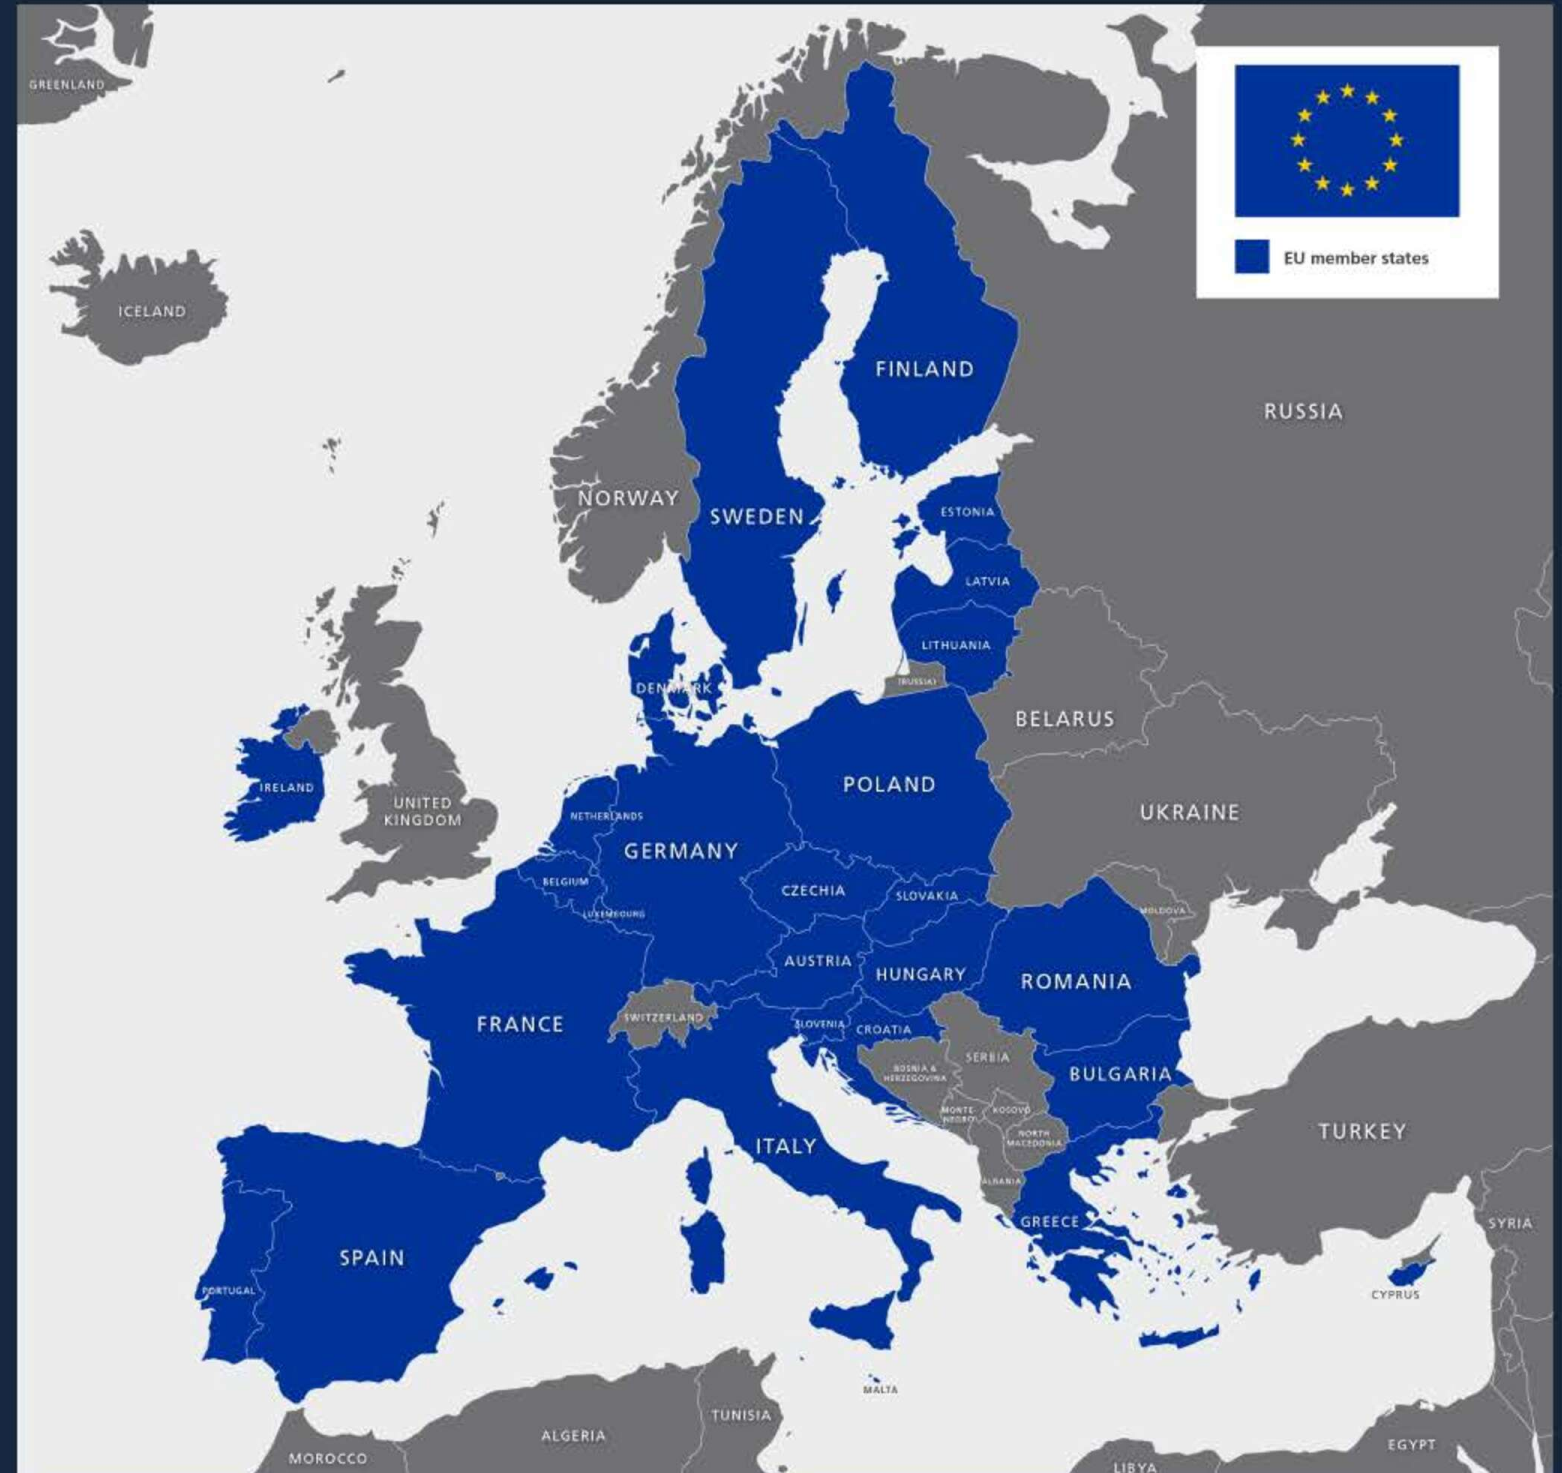 GREENLAND
EU member states
ICELAND
FINLAND
RUSSIA
NORWAY
SWEDEN
ESTONIA
LATVIA
LITHUANIA
(RUSSIA)
DENMARK
BELARUS
IRELAND
UNITED
KINGDOM
NETHERLANDS
POLAND
UKRAINE
GERMANY
BELGIUM
CZECHIA
SLOVAKIA
LUXEMBOURG
MOLDOVA
AUSTRIA
HUNGARY
ROMANIA
FRANCE
SWITZERLAND
SLOVENIA
CROATIA
BOSNIA &
HERZEGOVINA
SERBIA
BULGARIA
MONTE-
NEGRO
KOSOVO
NORTH
MACEDONIA
ITALY
TURKEY
ALBANIA
GREECE
SYRIA
SPAIN
PORTUGAL
CYPRUS
MALTA
TUNISIA
ALGERIA
MOROCCO
EGYPT
LIBYA